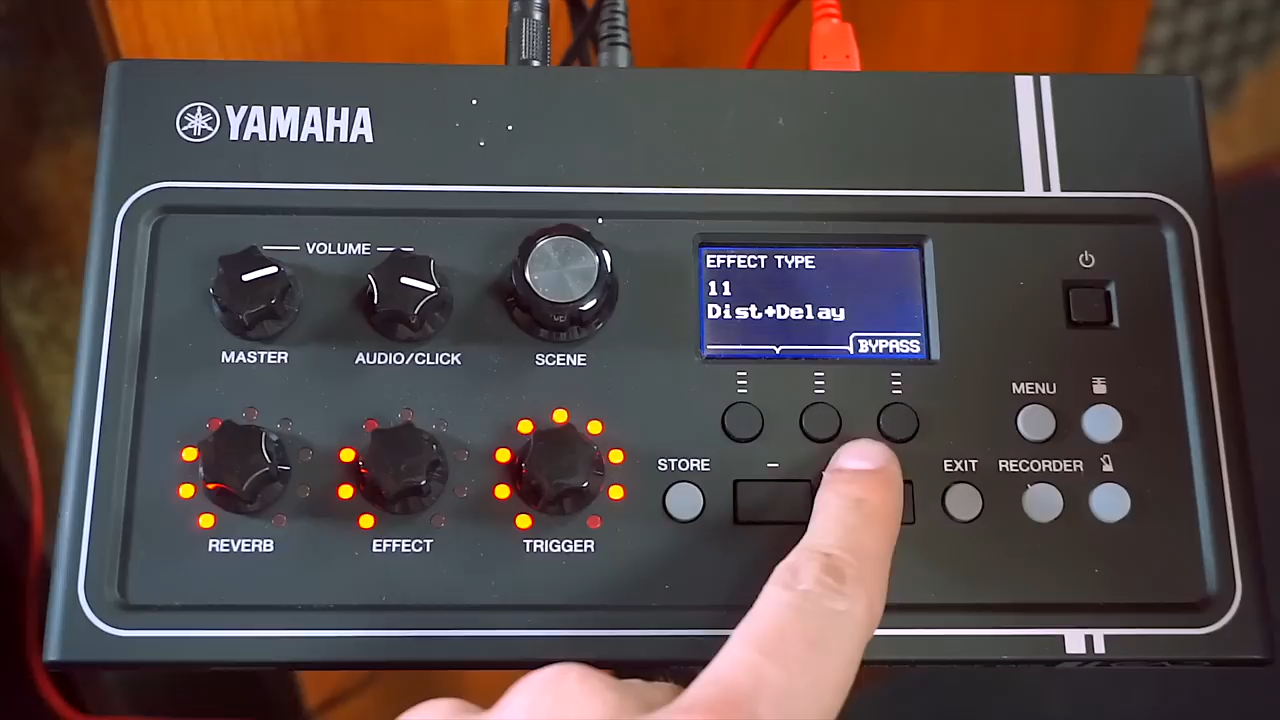 YAMAHA
VOLUME
MASTER
AUDIO/CLICK
SCENE
EFFECT TYPE
11
Dist+Delay
BYPASS
MENU
REVERB
EFFECT
TRIGGER
STORE
−
EXIT
RECORDER